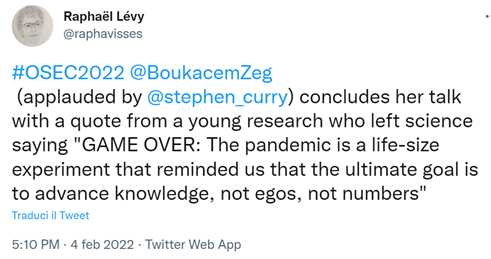 Raphaël Lévy
@raphavisses
#OSEC2022 @BoukacemZeg
(applauded by @stephen_curry) concludes her talk
with a quote from a young research who left science
saying "GAME OVER: The pandemic is a life-size
experiment that reminded us that the ultimate goal is
to advance knowledge, not egos, not numbers"
Traduci il Tweet
5:10 PM · 4 feb 2022 · Twitter Web App